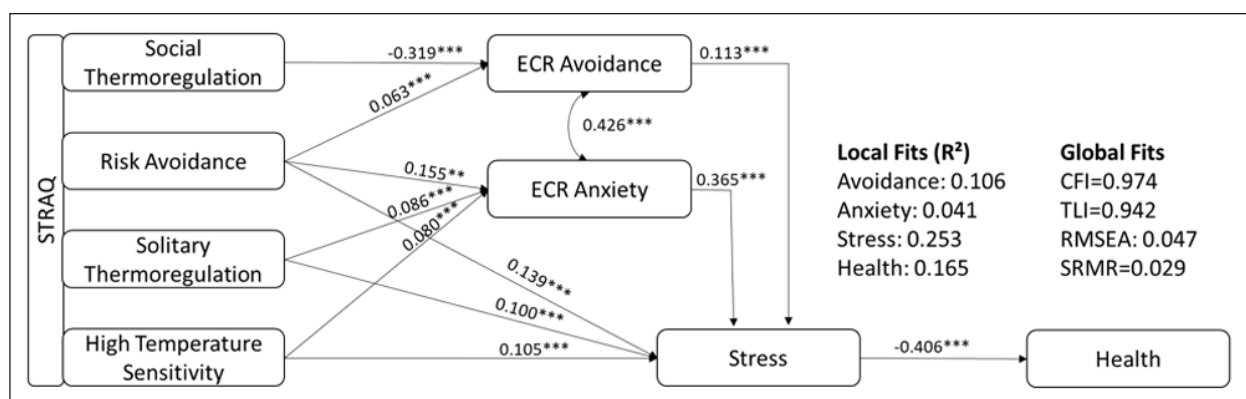 STRAQ
Social
Thermoregulation
Risk Avoidance
Solitary
Thermoregulation
High Temperature
Sensitivity
-0.319***
0.063***
0.155**
0.086***
0.080***
0.139***
0.100***
0.105***
ECR Avoidance
0.426***
ECR Anxiety
0.113***
0.365***
Stress
-0.406***
Health
Local Fits (R²)
Avoidance: 0.106
Anxiety: 0.041
Stress: 0.253
Health: 0.165
Global Fits
CFI=0.974
TLI=0.942
RMSEA: 0.047
SRMR=0.029